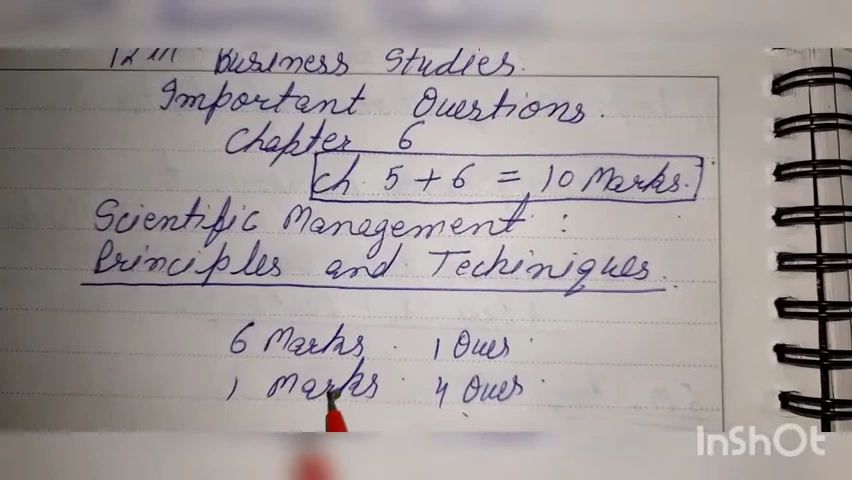 12th Business Studies.
Important Questions.
Chapter 6
Ch. 5 + 6 = 10 Marks.
Scientific Management :
Principles and Techiniques.
6 Marks . 1 Ques
1 Marks . 4 Ques .
InShOt